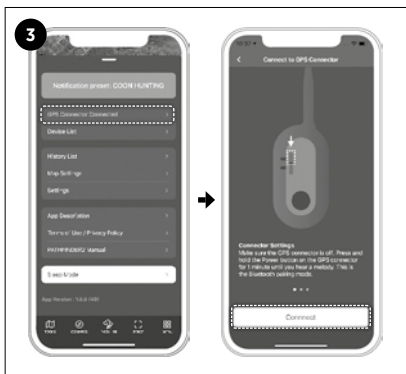 3
Notification preset: COON HUNTING
GPS Connector Connected
Device List
History List
Map Settings
Settings
App Description
Terms of Use / Privacy Policy
PATHFINDER2 Manual
Sleep Mode
App Version
Connect to GPS Connector
Connector Settings
Make sure the GPS connector is off. Press and
hold the Power button on the GPS connector
for 1 minute until you hear a melody. This is
the Bluetooth pairing mode.
Connnect